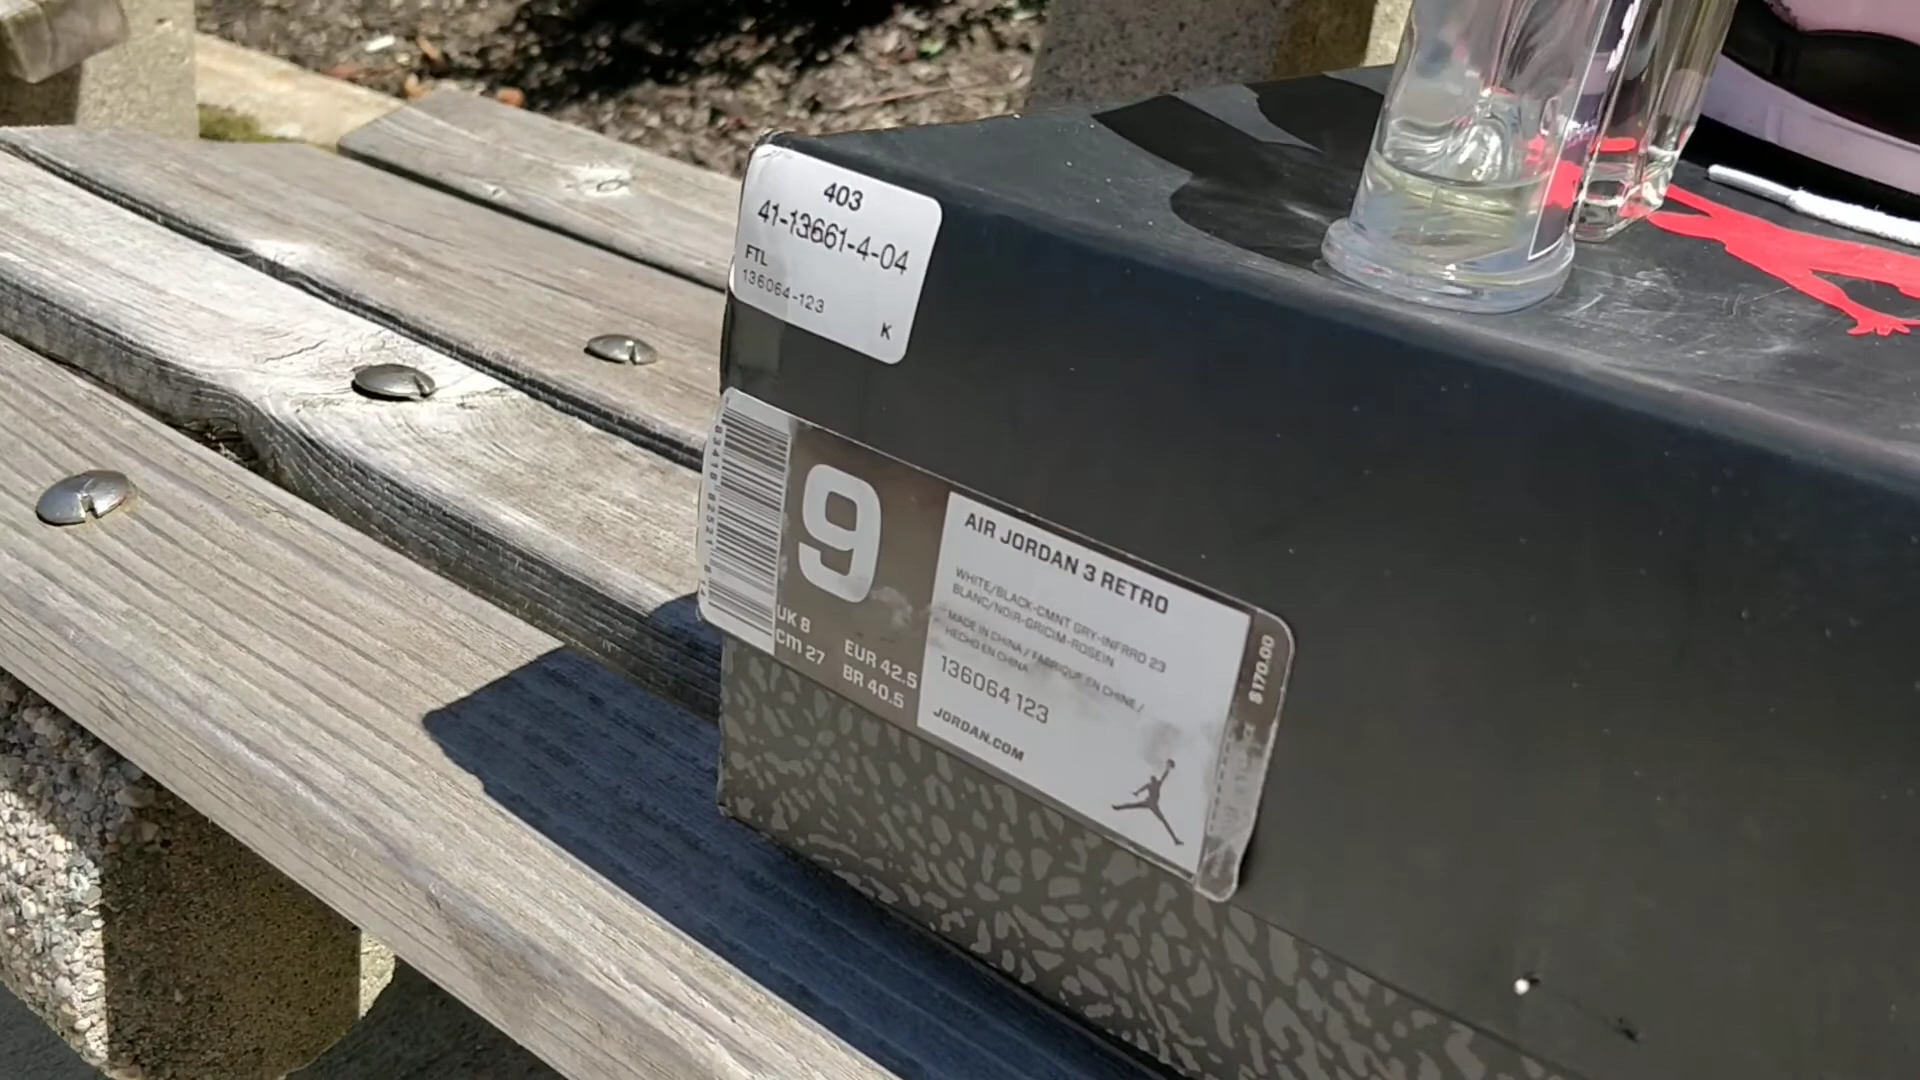 403
41-13661-4-04
FTL
136064-123
K
9
UK 8
cm 27
EUR 42.5
BR 40.5
AIR JORDAN 3 RETRO
WHITE/BLACK-CMNT GRY-INFRRD 23
BLANC/NOIR-GRICIM-ROSEIN
MADE IN CHINA / FABRIQUE EN CHINE /
HECHO EN CHINA
136064 123
JORDAN.COM
$170.00